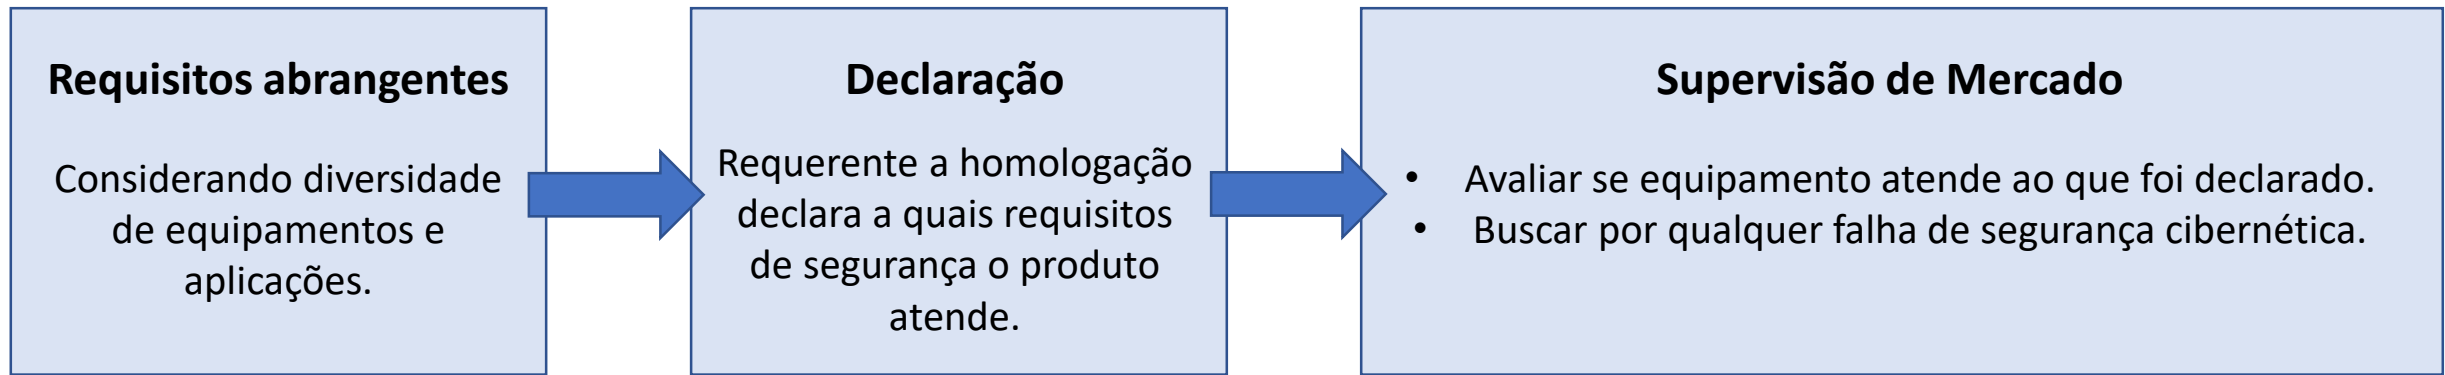 Requisitos abrangentes
Considerando diversidade
de equipamentos e
aplicações.
Declaração
Requerente a homologação
declara a quais requisitos
de segurança o produto
atende.
Supervisão de Mercado
• Avaliar se equipamento atende ao que foi declarado.
• Buscar por qualquer falha de segurança cibernética.